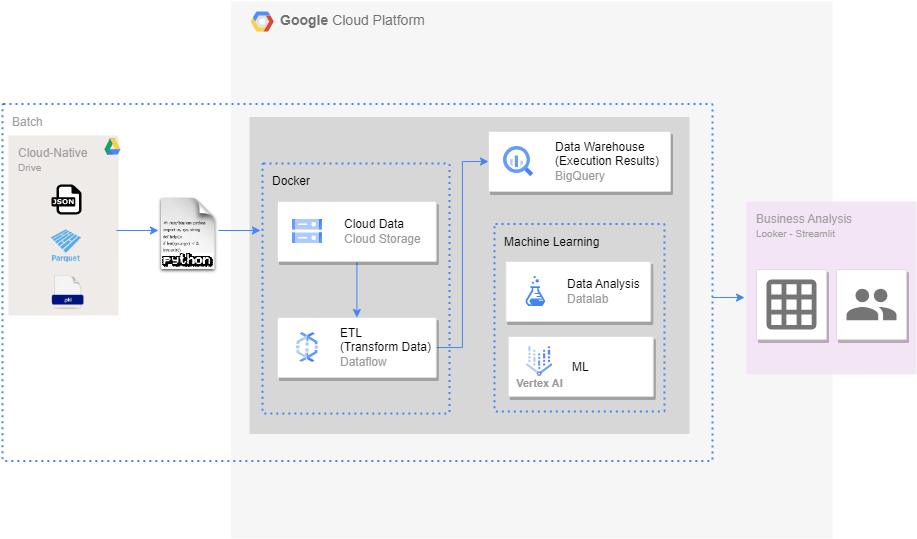 Google Cloud Platform
Batch
Cloud-Native
Drive
JSON
Parquet
.pkl
python
Docker
Cloud Data
Cloud Storage
ETL
(Transform Data)
Dataflow
Data Warehouse
(Execution Results)
BigQuery
Machine Learning
Data Analysis
Datalab
ML
Vertex AI
Business Analysis
Looker - Streamlit